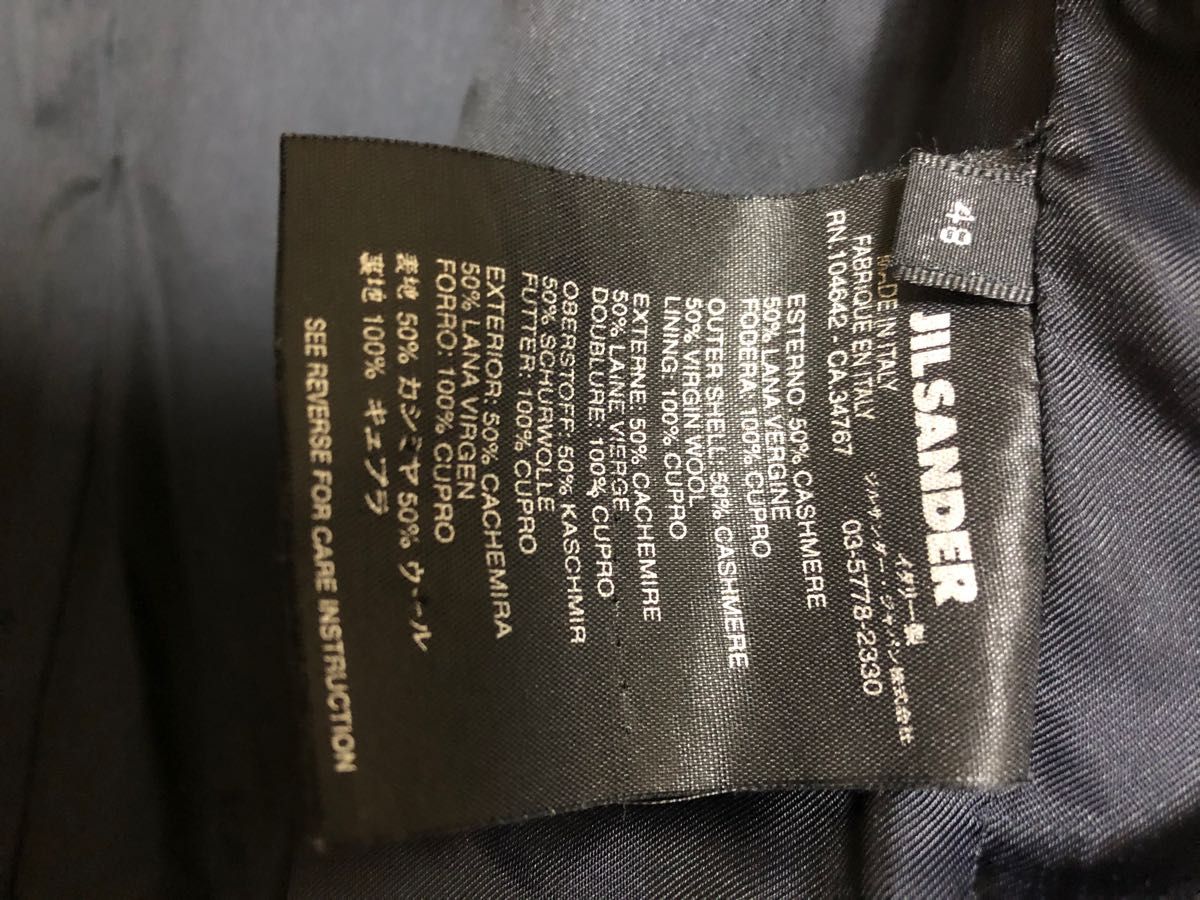 48
JIL SANDER
MADE IN ITALY
イタリー製
FABRIQUE EN ITALY
ジルサンダー・ジャパン株式会社
RN.104642 - CA.34767
03-5778-2330
ESTERNO: 50% CASHMERE
50% LANA VERGINE
FODERA: 100% CUPRO
OUTER SHELL: 50% CASHMERE
50% VIRGIN WOOL
LINING: 100% CUPRO
EXTERNE: 50% CACHEMIRE
50% LAINE VIERGE
DOUBLURE: 100% CUPRO
OBERSTOFF: 50% KASCHMIR
50% SCHURWOLLE
FUTTER: 100% CUPRO
EXTERIOR: 50% CACHEMIRA
50% LANA VIRGEN
FORRO: 100% CUPRO
表地 50% カシミヤ 50% ウール
裏地 100% キュプラ
SEE REVERSE FOR CARE INSTRUCTION